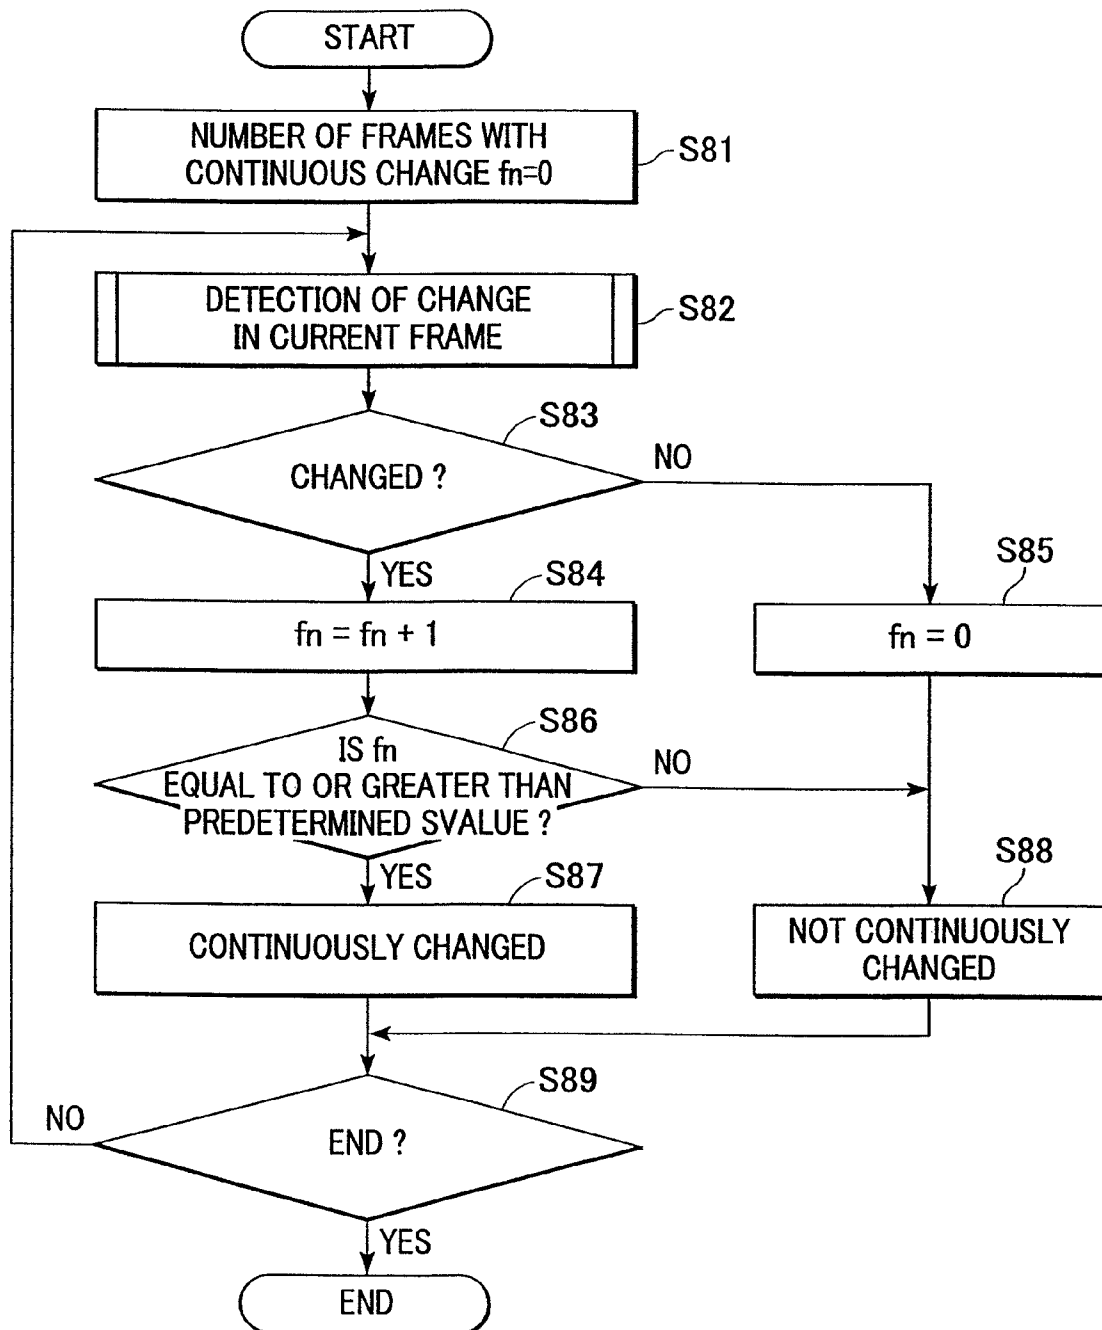 START
NUMBER OF FRAMES WITH
CONTINUOUS CHANGE fn=0
S81
DETECTION OF CHANGE
IN CURRENT FRAME
S82
S83
CHANGED ?
NO
YES
S84
fn = fn + 1
S85
fn = 0
S86
IS fn
EQUAL TO OR GREATER THAN
PREDETERMINED SVALUE ?
NO
YES
S87
CONTINUOUSLY CHANGED
S88
NOT CONTINUOUSLY
CHANGED
S89
END ?
NO
YES
END